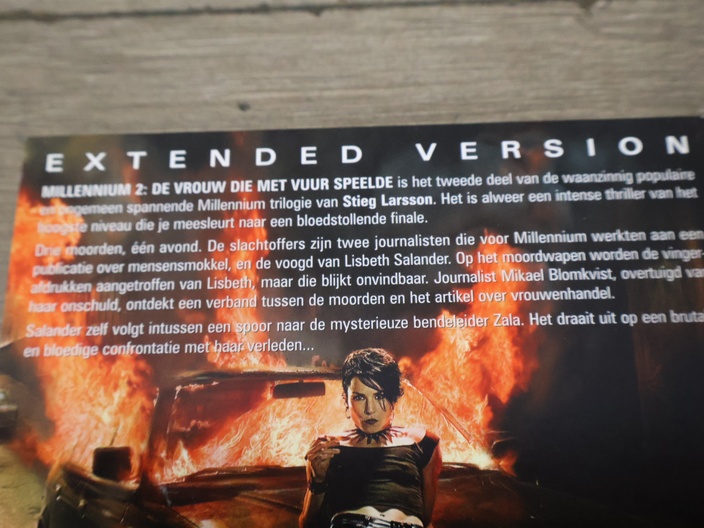 EXTENDED VERSION
MILLENNIUM 2: DE VROUW DIE MET VUUR SPEELDE is het tweede deel van de waanzinnig populaire
en ongemeen spannende Millennium trilogie van Stieg Larsson. Het is alweer een intense thriller van het
hoogste niveau die je meesleurt naar een bloedstollende finale.
Drie moorden, één avond. De slachtoffers zijn twee journalisten die voor Millennium werkten aan een
publicatie over mensensmokkel, en de voogd van Lisbeth Salander. Op het moordwapen worden de vinger-
afdrukken aangetroffen van Lisbeth, maar die blijkt onvindbaar. Journalist Mikael Blomkvist, overtuigd van
haar onschuld, ontdekt een verband tussen de moorden en het artikel over vrouwenhandel.
Salander zelf volgt intussen een spoor naar de mysterieuze bendeleider Zala. Het draait uit op een bruta
en bloedige confrontatie met haar verleden...